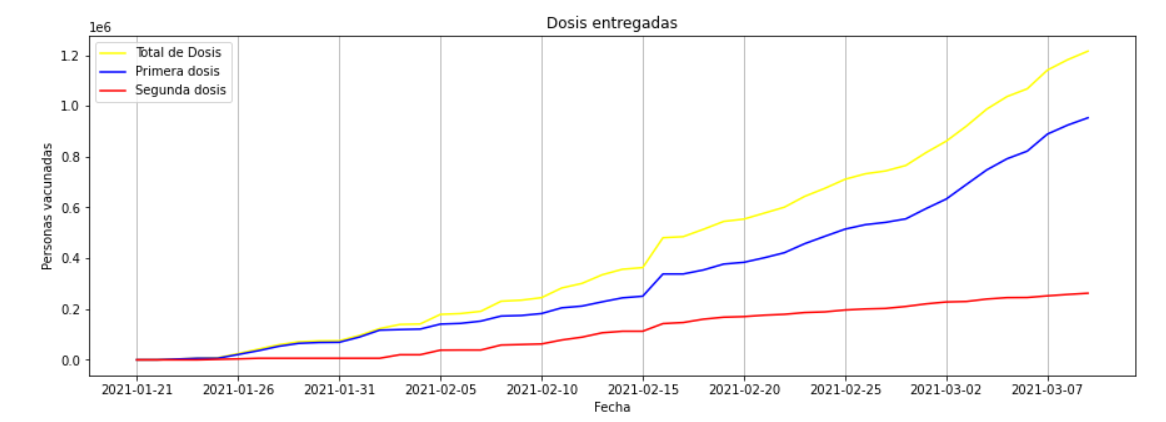 Dosis entregadas
1e6
Total de Dosis
Primera dosis
Segunda dosis
1.2
1.0
0.8
0.6
0.4
0.2
0.0
Personas vacunadas
2021-01-21 2021-01-26 2021-01-31 2021-02-05 2021-02-10 2021-02-15 2021-02-20 2021-02-25 2021-03-02 2021-03-07
Fecha